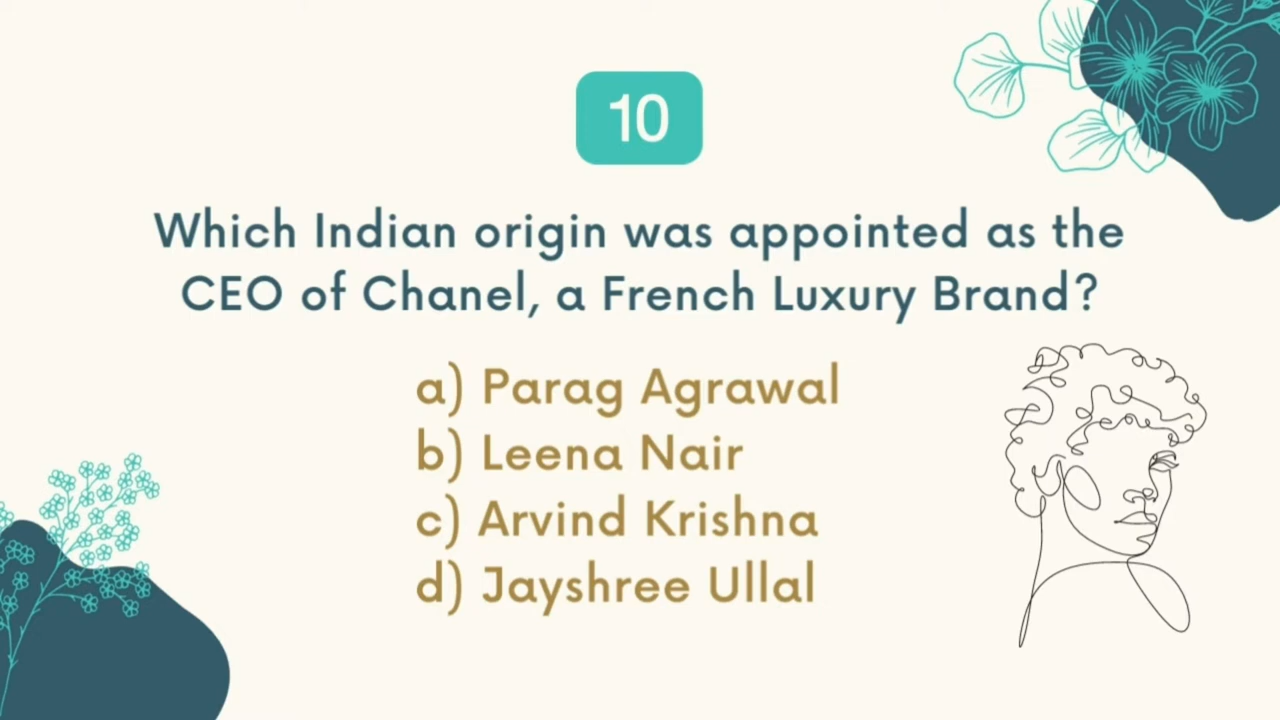 10
Which Indian origin was appointed as the
CEO of Chanel, a French Luxury Brand?
a) Parag Agrawal
b) Leena Nair
c) Arvind Krishna
d) Jayshree Ullal